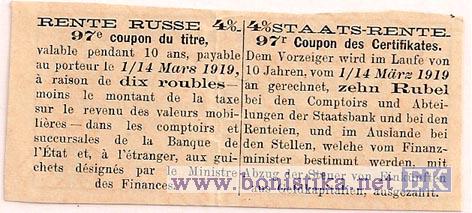 RENTE RUSSE 4%.
97e coupon du titre,
valable pendant 10 ans, payable
au porteur le 1/14 Mars 1919,
à raison de dix roubles—
moins le montant de la taxe
sur le revenu des valeurs mobi-
lières—dans les comptoirs et
succursales de la Banque de
l'État et, à l'étranger, aux gui-
chets désignés par le Ministre
des Finances.
4% STAATS-RENTE.
97r Coupon des Certifikates.
Dem Vorzeiger wird im Laufe von
10 Jahren, vom 1/14 März 1919
an gerechnet, zehn Rubel
bei den Comptoirs und Abtei-
lungen der Staatsbank und bei den
Renteien, und im Auslande bei
den Stellen, welche vom Finanz-
minister bestimmt werden, mit
Abzug der Steuer von Einkünften
aus Geldkapitalien, ausgezahlt.
www.bonistika.net